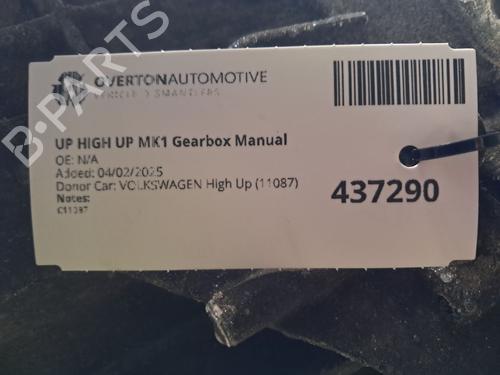 OVERTONAUTOMOTIVE
VEHICLE DISMANTLERS
UP HIGH UP MK1 Gearbox Manual
OE: N/A
Added: 04/02/2025
Donor Car: VOLKSWAGEN High Up (11087)
Notes:
C11087
437290
B-PARTS